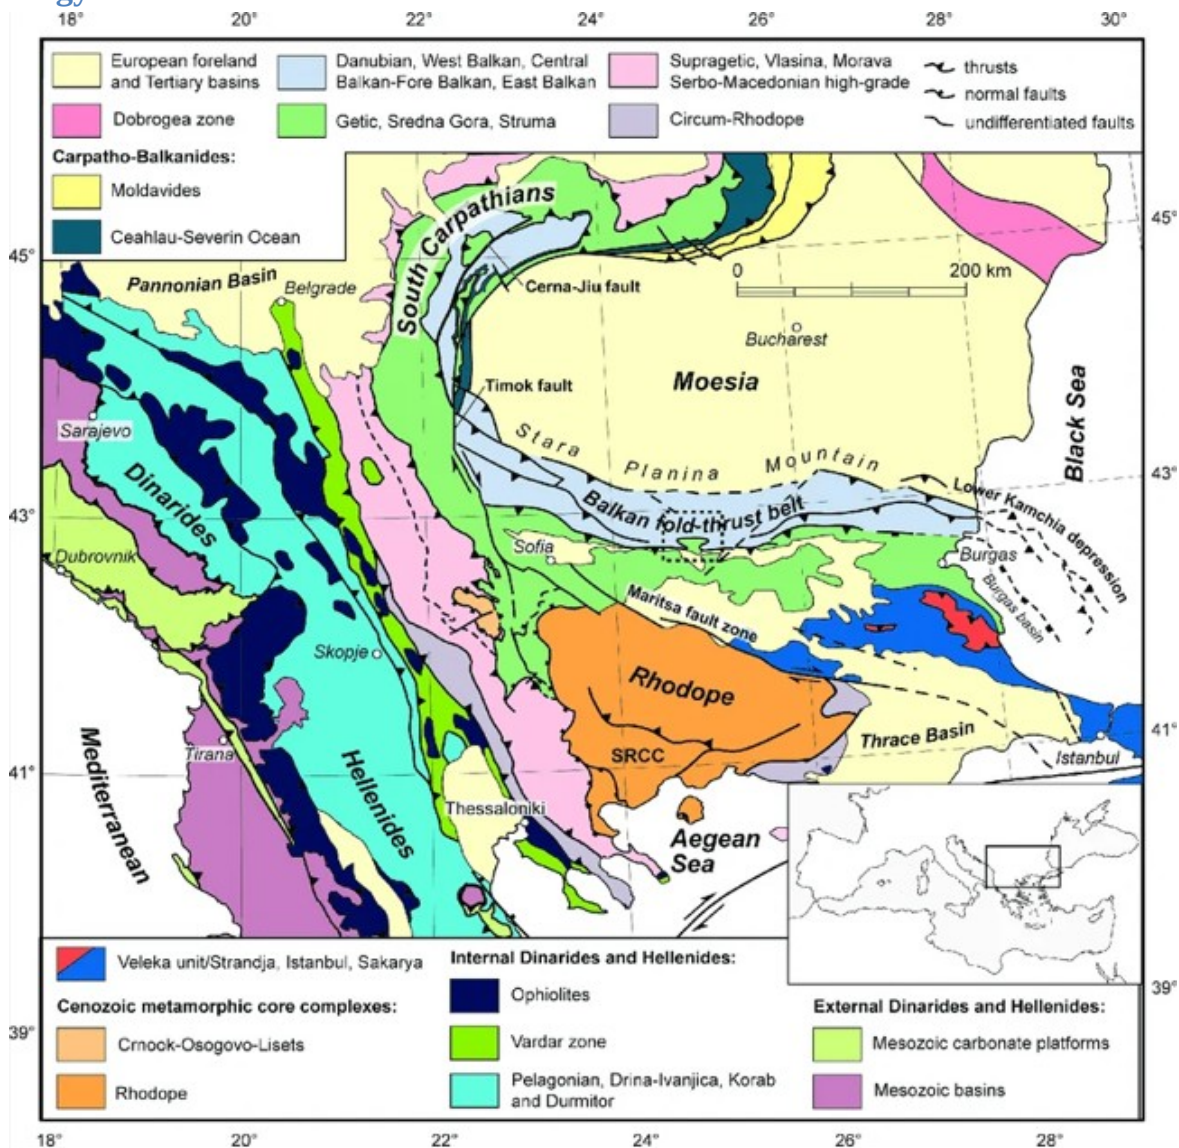 gy
18° 20° 22° 24° 26° 28° 30°
European foreland
and Tertiary basins
Danubian, West Balkan, Central
Balkan-Fore Balkan, East Balkan
Supragetic, Vlasina, Morava
Serbo-Macedonian high-grade
thrusts
normal faults
undifferentiated faults
Dobrogea zone
Getic, Sredna Gora, Struma
Circum-Rhodope
Carpatho-Balkanides:
Moldavides
Ceahlau-Severin Ocean
South Carpathians
45°
45°
Pannonian Basin
Belgrade
Cerna-Jiu fault
0 200 km
Bucharest
Moesia
Timok fault
Black Sea
Sarajevo
Stara Planina Mountain
Dinarides
43°
43°
Balkan fold-thrust belt
Lower Kamchia depression
Dubrovnik
Sofia
Burgas
Burgas basin
Maritsa fault zone
Skopje
Rhodope
Mediterranean
Tirana
Hellenides
SRCC
Thrace Basin
41°
41°
Istanbul
Thessaloniki
Aegean
Sea
Veleka unit/Strandja, Istanbul, Sakarya
Cenozoic metamorphic core complexes:
Crnook-Osogovo-Lisets
Rhodope
Internal Dinarides and Hellenides:
Ophiolites
Vardar zone
Pelagonian, Drina-Ivanjica, Korab
and Durmitor
External Dinarides and Hellenides:
Mesozoic carbonate platforms
Mesozoic basins
39°
39°
18° 20° 22° 24° 26° 28°